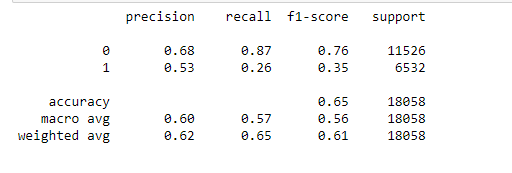 precision recall f1-score support
0 0.68 0.87 0.76 11526
1 0.53 0.26 0.35 6532
accuracy 0.65 18058
macro avg 0.60 0.57 0.56 18058
weighted avg 0.62 0.65 0.61 18058